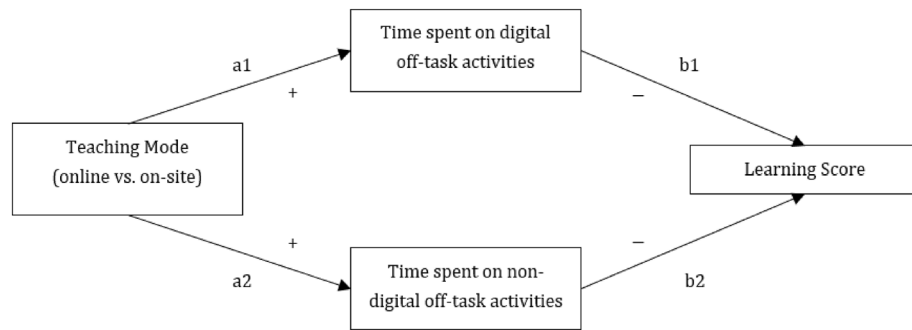 Time spent on digital
off-task activities
a1
+
b1
–
Teaching Mode
(online vs. on-site)
Learning Score
+
a2
–
b2
Time spent on non-
digital off-task activities